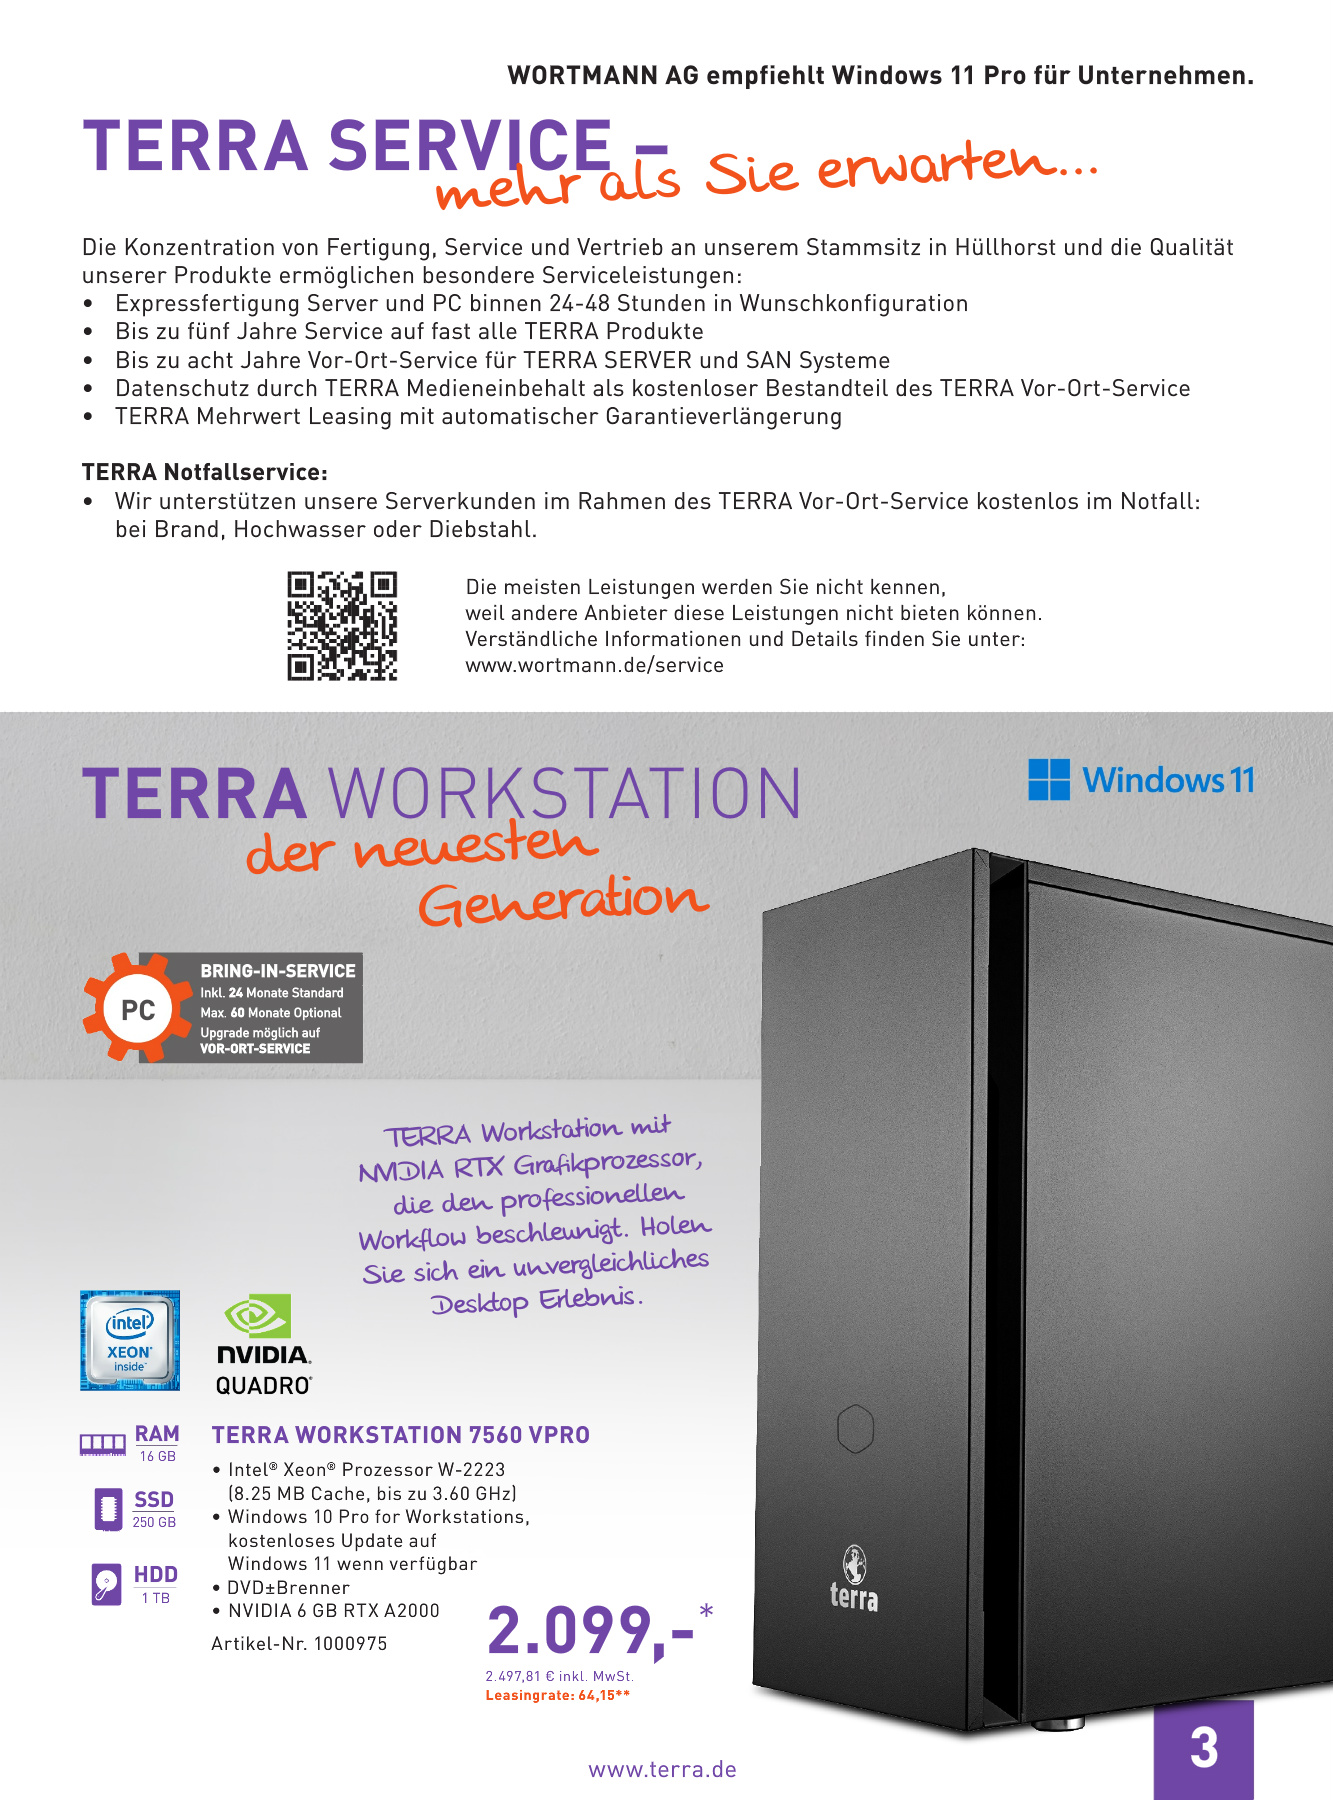 WORTMANN AG empfiehlt Windows 11 Pro für Unternehmen.
TERRA SERVICE –
mehr als Sie erwarten...
Die Konzentration von Fertigung, Service und Vertrieb an unserem Stammsitz in Hüllhorst und die Qualität
unserer Produkte ermöglichen besondere Serviceleistungen:
• Expressfertigung Server und PC binnen 24-48 Stunden in Wunschkonfiguration
• Bis zu fünf Jahre Service auf fast alle TERRA Produkte
• Bis zu acht Jahre Vor-Ort-Service für TERRA SERVER und SAN Systeme
• Datenschutz durch TERRA Medieneinbehalt als kostenloser Bestandteil des TERRA Vor-Ort-Service
• TERRA Mehrwert Leasing mit automatischer Garantieverlängerung
TERRA Notfallservice:
• Wir unterstützen unsere Serverkunden im Rahmen des TERRA Vor-Ort-Service kostenlos im Notfall:
bei Brand, Hochwasser oder Diebstahl.
Die meisten Leistungen werden Sie nicht kennen,
weil andere Anbieter diese Leistungen nicht bieten können.
Verständliche Informationen und Details finden Sie unter:
www.wortmann.de/service
TERRA WORKSTATION
der neuesten
Generation
Windows 11
PC
BRING-IN-SERVICE
Inkl. 24 Monate Standard
Max. 60 Monate Optional
Upgrade möglich auf
VOR-ORT-SERVICE
TERRA Workstation mit
NVIDIA RTX Grafikprozessor,
die den professionellen
Workflow beschleunigt. Holen
Sie sich ein unvergleichliches
Desktop Erlebnis.
intel®
XEON®
inside™
NVIDIA®
QUADRO®
RAM
16 GB
SSD
250 GB
HDD
1 TB
TERRA WORKSTATION 7560 VPRO
• Intel® Xeon® Prozessor W-2223
(8.25 MB Cache, bis zu 3.60 GHz)
• Windows 10 Pro for Workstations,
kostenloses Update auf
Windows 11 wenn verfügbar
• DVD±Brenner
• NVIDIA 6 GB RTX A2000
Artikel-Nr. 1000975
2.099,-*
2.497,81 € inkl. MwSt.
Leasingrate: 64,15**
terra
www.terra.de
3